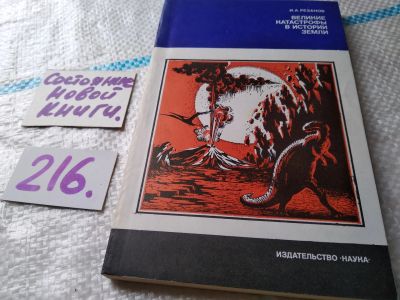 И.А.РЕЗАНОВ
ВЕЛИКИЕ
КАТАСТРОФЫ
В ИСТОРИИ
ЗЕМЛИ
Состояние
новой
книги.
216.
ИЗДАТЕЛЬСТВО «НАУКА»